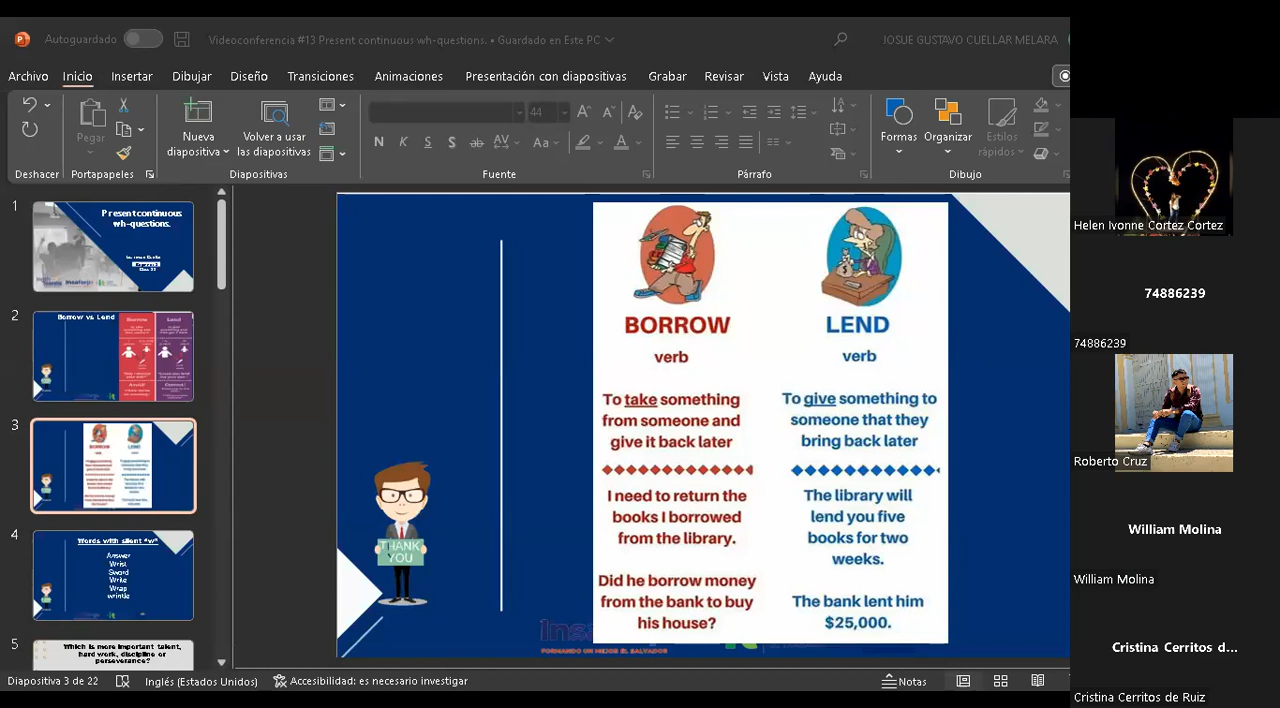 Autoguardado
Videoconferencia #13 Present continuous wh-questions. • Guardado en Este PC
JOSUE GUSTAVO CUELLAR MELARA
Archivo Inicio Insertar Dibujar Diseño Transiciones Animaciones Presentación con diapositivas Grabar Revisar Vista Ayuda
44
Pegar
Nueva diapositiva
Volver a usar las diapositivas
Formas
Organizar
Estilos rápidos
Deshacer Portapapeles Diapositivas Fuente Párrafo Dibujo
1
Present continuous
wh-questions.
2
Borrow vs Lend
3
4
Words with silent "w"
Answer
Wrist
Sword
Write
Wrap
wrinkle
5
Which is more important talent,
hard work, discipline or
perseverance?
THANK
YOU
BORROW
verb
To take something
from someone and
give it back later
I need to return the
books I borrowed
from the library.
Did he borrow money
from the bank to buy
his house?
LEND
verb
To give something to
someone that they
bring back later
The library will
lend you five
books for two
weeks.
The bank lent him
$25,000.
FORMANDO UN MEJOR EL SALVADOR
Helen Ivonne Cortez Cortez
74886239
74886239
Roberto Cruz
William Molina
William Molina
Cristina Cerritos d...
Cristina Cerritos de Ruiz
Diapositiva 3 de 22
Inglés (Estados Unidos)
Accesibilidad: es necesario investigar
Notas